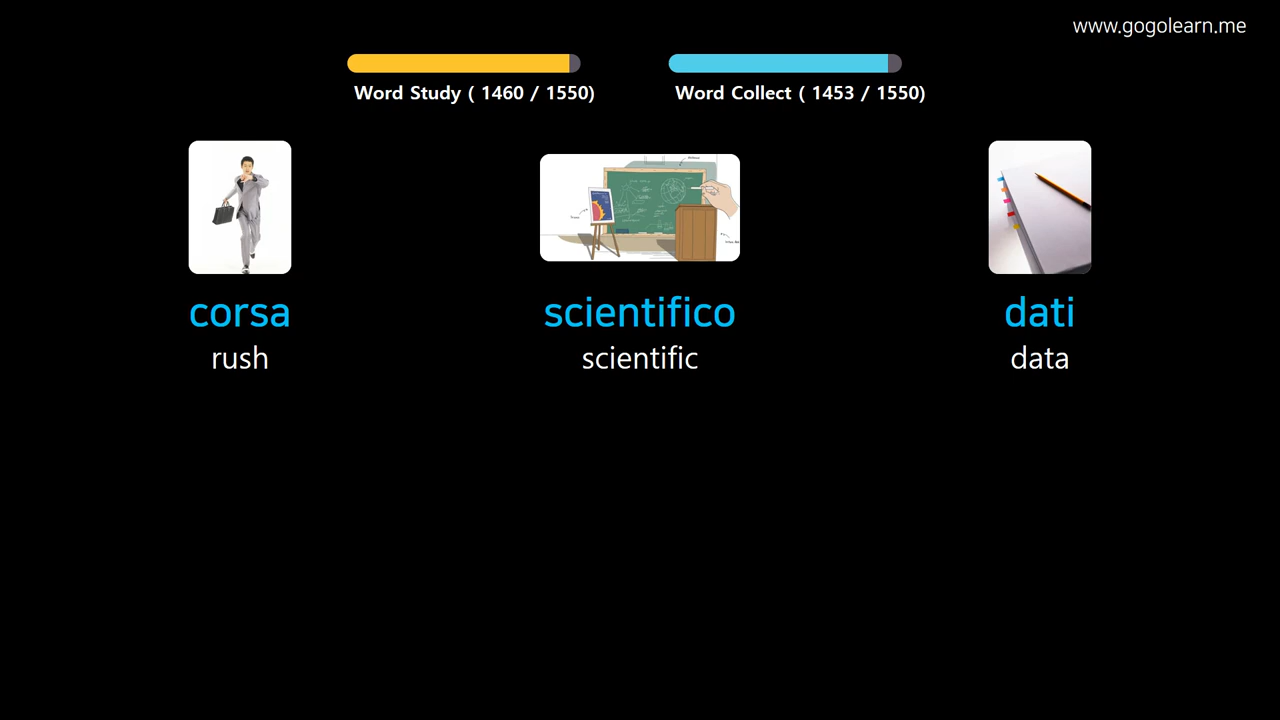 www.gogolearn.me
Word Study ( 1460 / 1550)
Word Collect ( 1453 / 1550)
corsa
scientifico
dati
rush
scientific
data